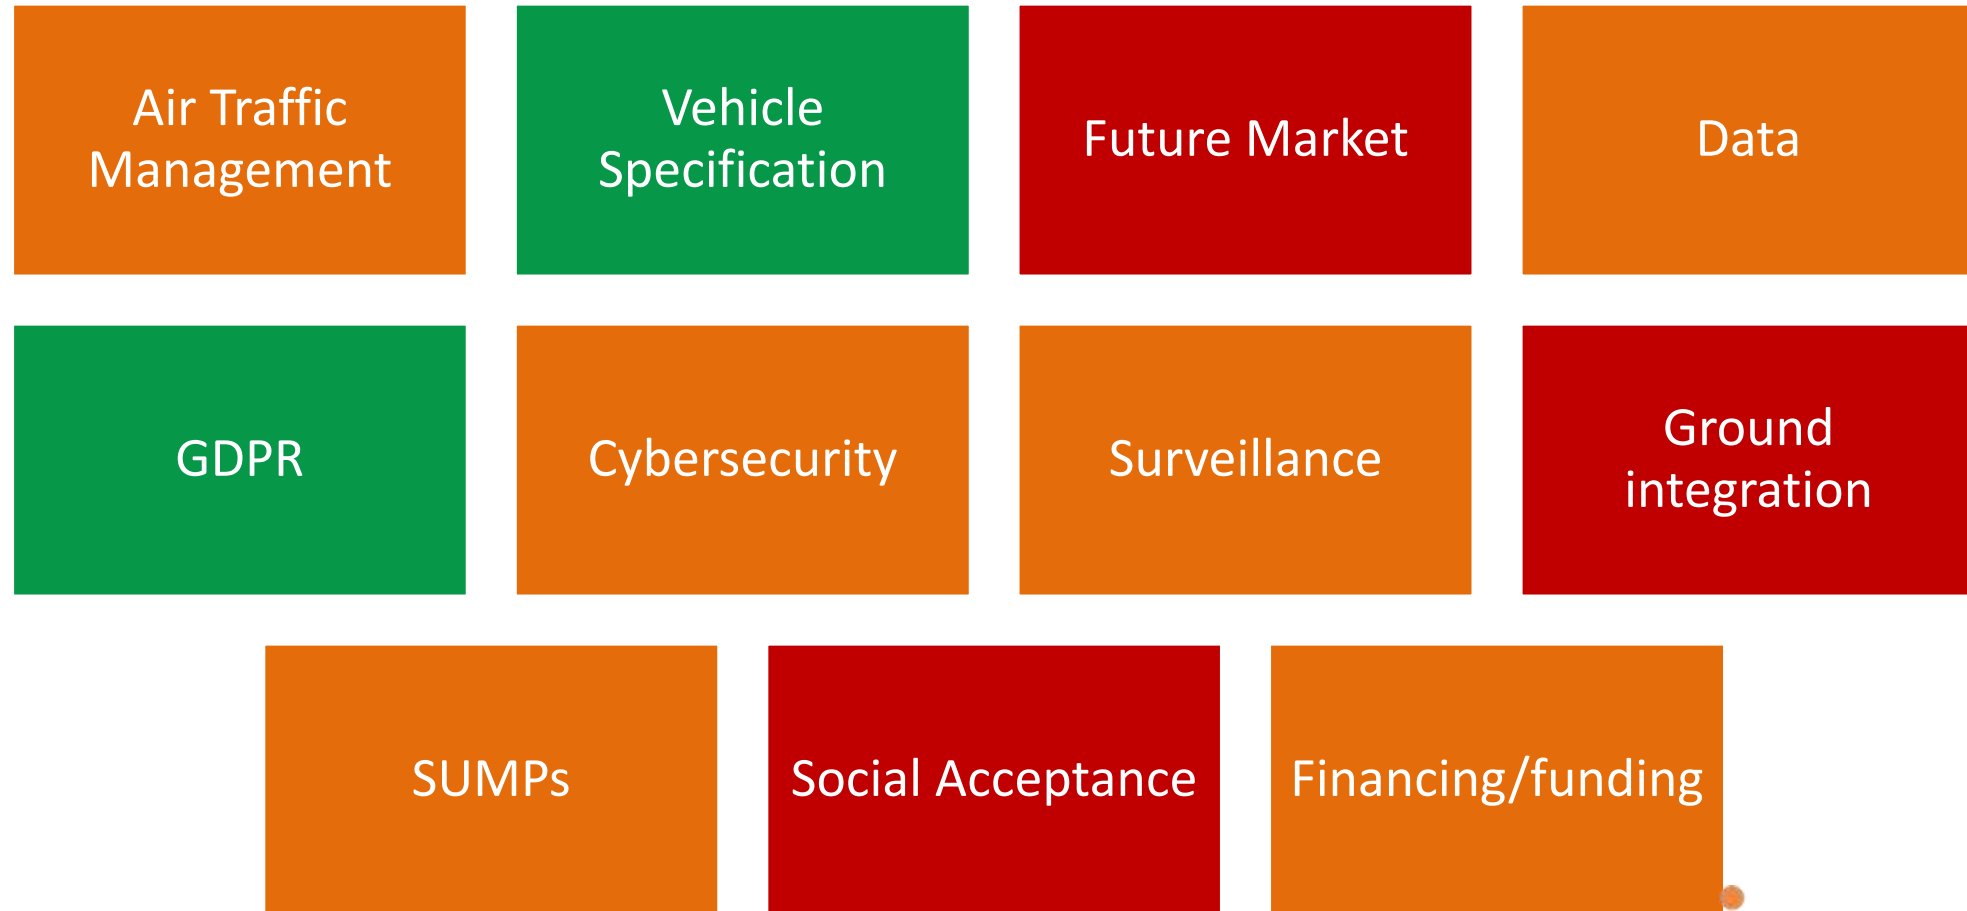 Air Traffic
Management
Vehicle
Specification
Future Market
Data
GDPR
Cybersecurity
Surveillance
Ground
integration
SUMPs
Social Acceptance
Financing/funding